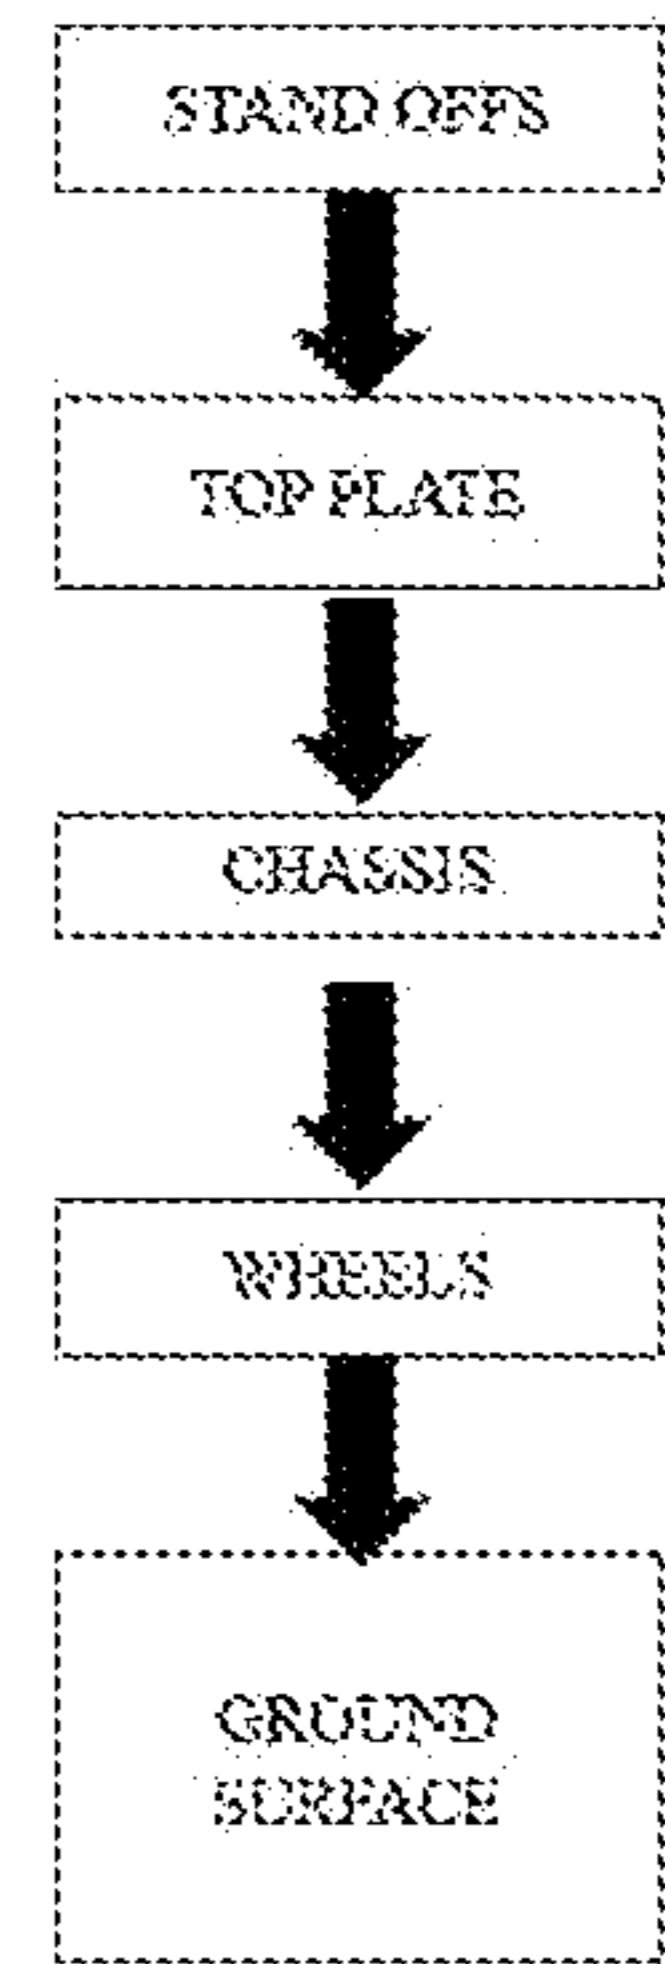 STAND OFFS
TOP PLATE
CHASSIS
WHEELS
GROUND
SURFACE